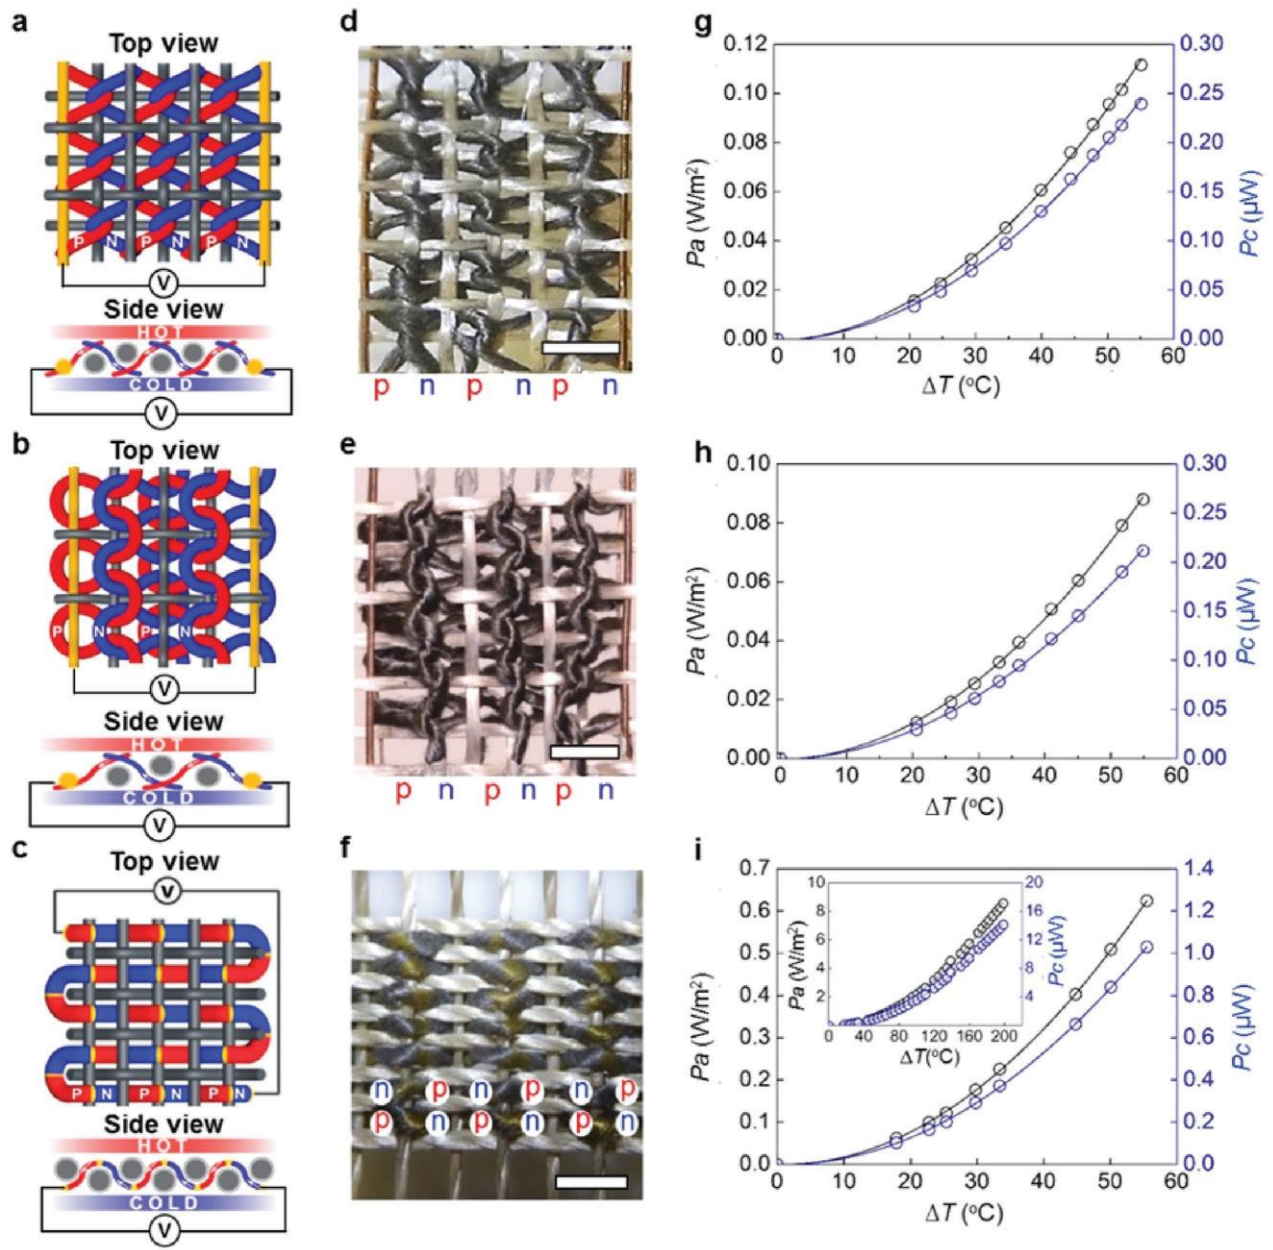 a
Top view
P N P N P N
V
Side view
HOT
COLD
V
b
Top view
P N P N
V
Side view
HOT
COLD
V
c
Top view
V
P N P N P N
Side view
HOT
COLD
V
d
p n p n p n
e
p n p n p n
f
n p n p n p
p n p n p n
g
0.12
0.10
0.08
0.06
0.04
0.02
0.00
Pa (W/m²)
0.30
0.25
0.20
0.15
0.10
0.05
0.00
Pc (µW)
0 10 20 30 40 50 60
ΔT (°C)
h
0.10
0.08
0.06
0.04
0.02
0.00
Pa (W/m²)
0.30
0.25
0.20
0.15
0.10
0.05
0.00
Pc (µW)
0 10 20 30 40 50 60
ΔT (°C)
i
0.7
0.6
0.5
0.4
0.3
0.2
0.1
0.0
Pa (W/m²)
1.4
1.2
1.0
0.8
0.6
0.4
0.2
0.0
Pc (µW)
0 10 20 30 40 50 60
ΔT (°C)
10
8
6
4
2
Pa (W/m²)
20
16
12
8
4
Pc (µW)
0 40 80 120 160 200
ΔT(°C)